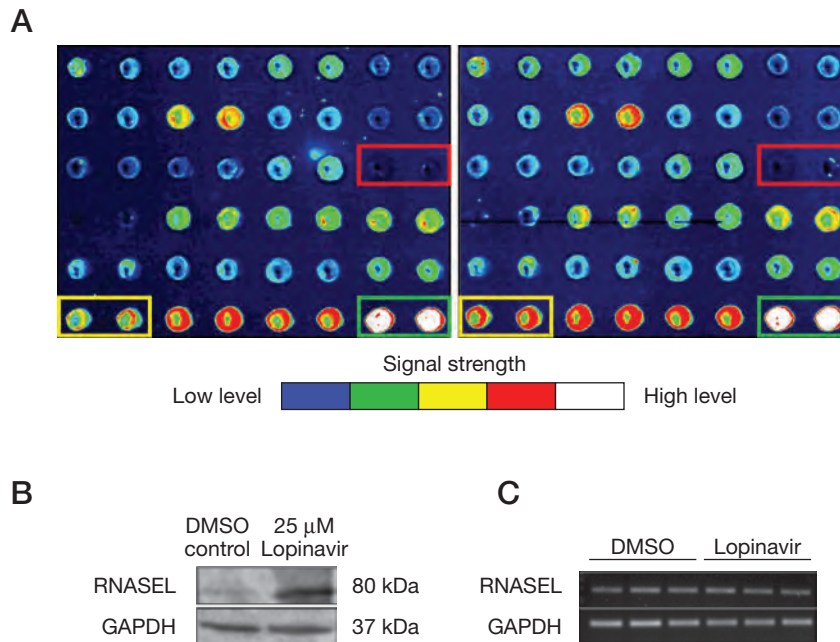 A
Signal strength
Low level
High level
B
DMSO
control
25 μM
Lopinavir
RNASEL
80 kDa
GAPDH
37 kDa
C
DMSO
Lopinavir
RNASEL
GAPDH